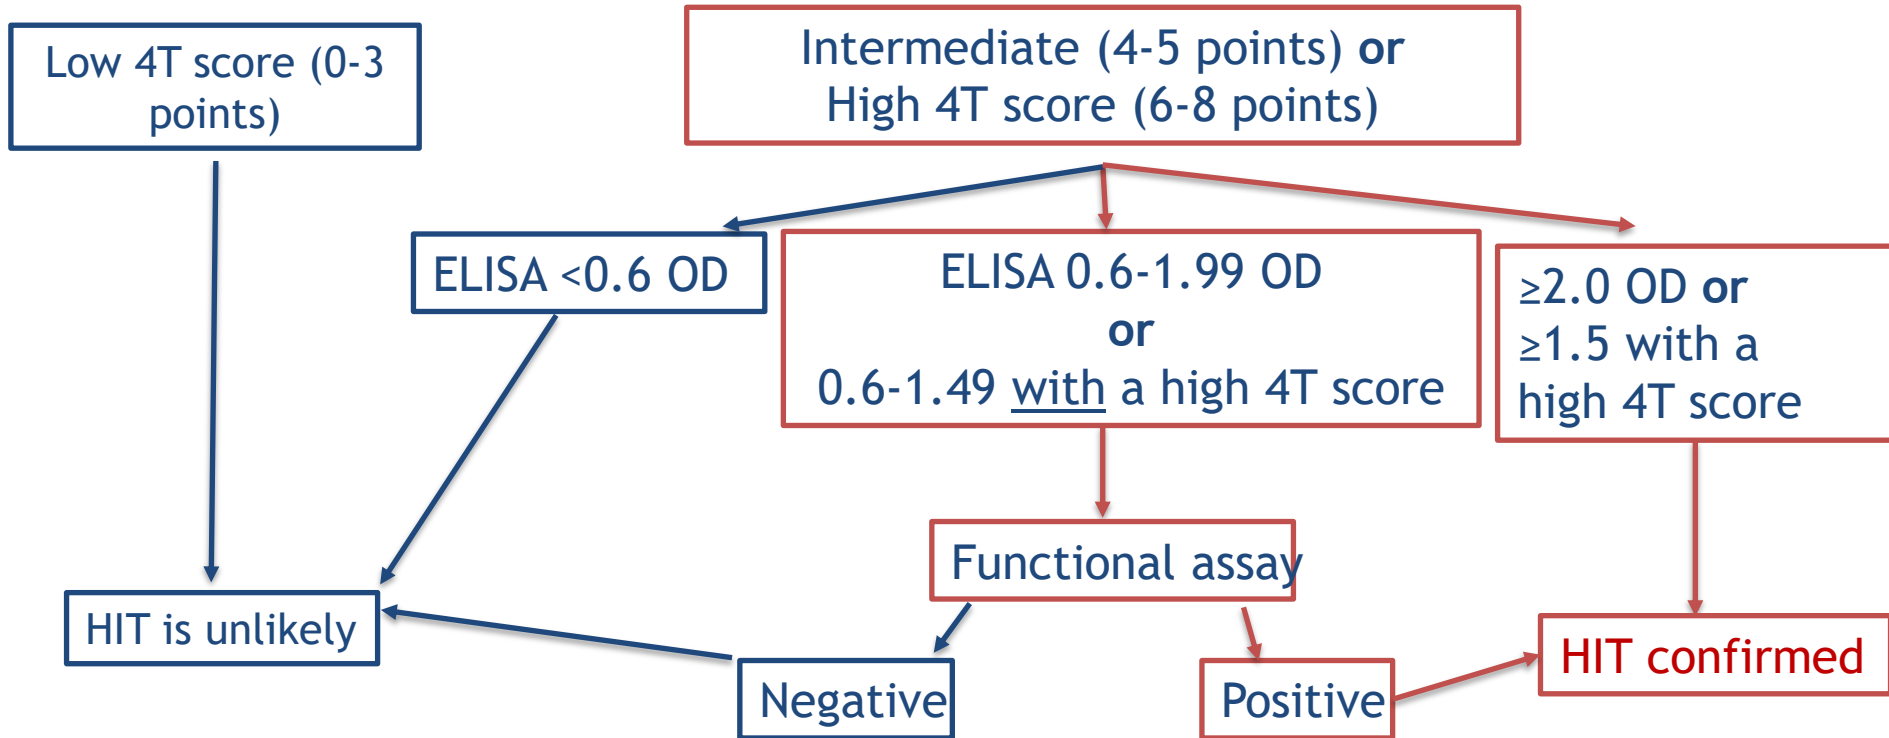 Low 4T score (0-3
points)
Intermediate (4-5 points) or
High 4T score (6-8 points)
ELISA <0.6 OD
ELISA 0.6-1.99 OD
or
0.6-1.49 with a high 4T score
≥2.0 OD or
≥1.5 with a
high 4T score
Functional assay
HIT is unlikely
Negative
Positive
HIT confirmed